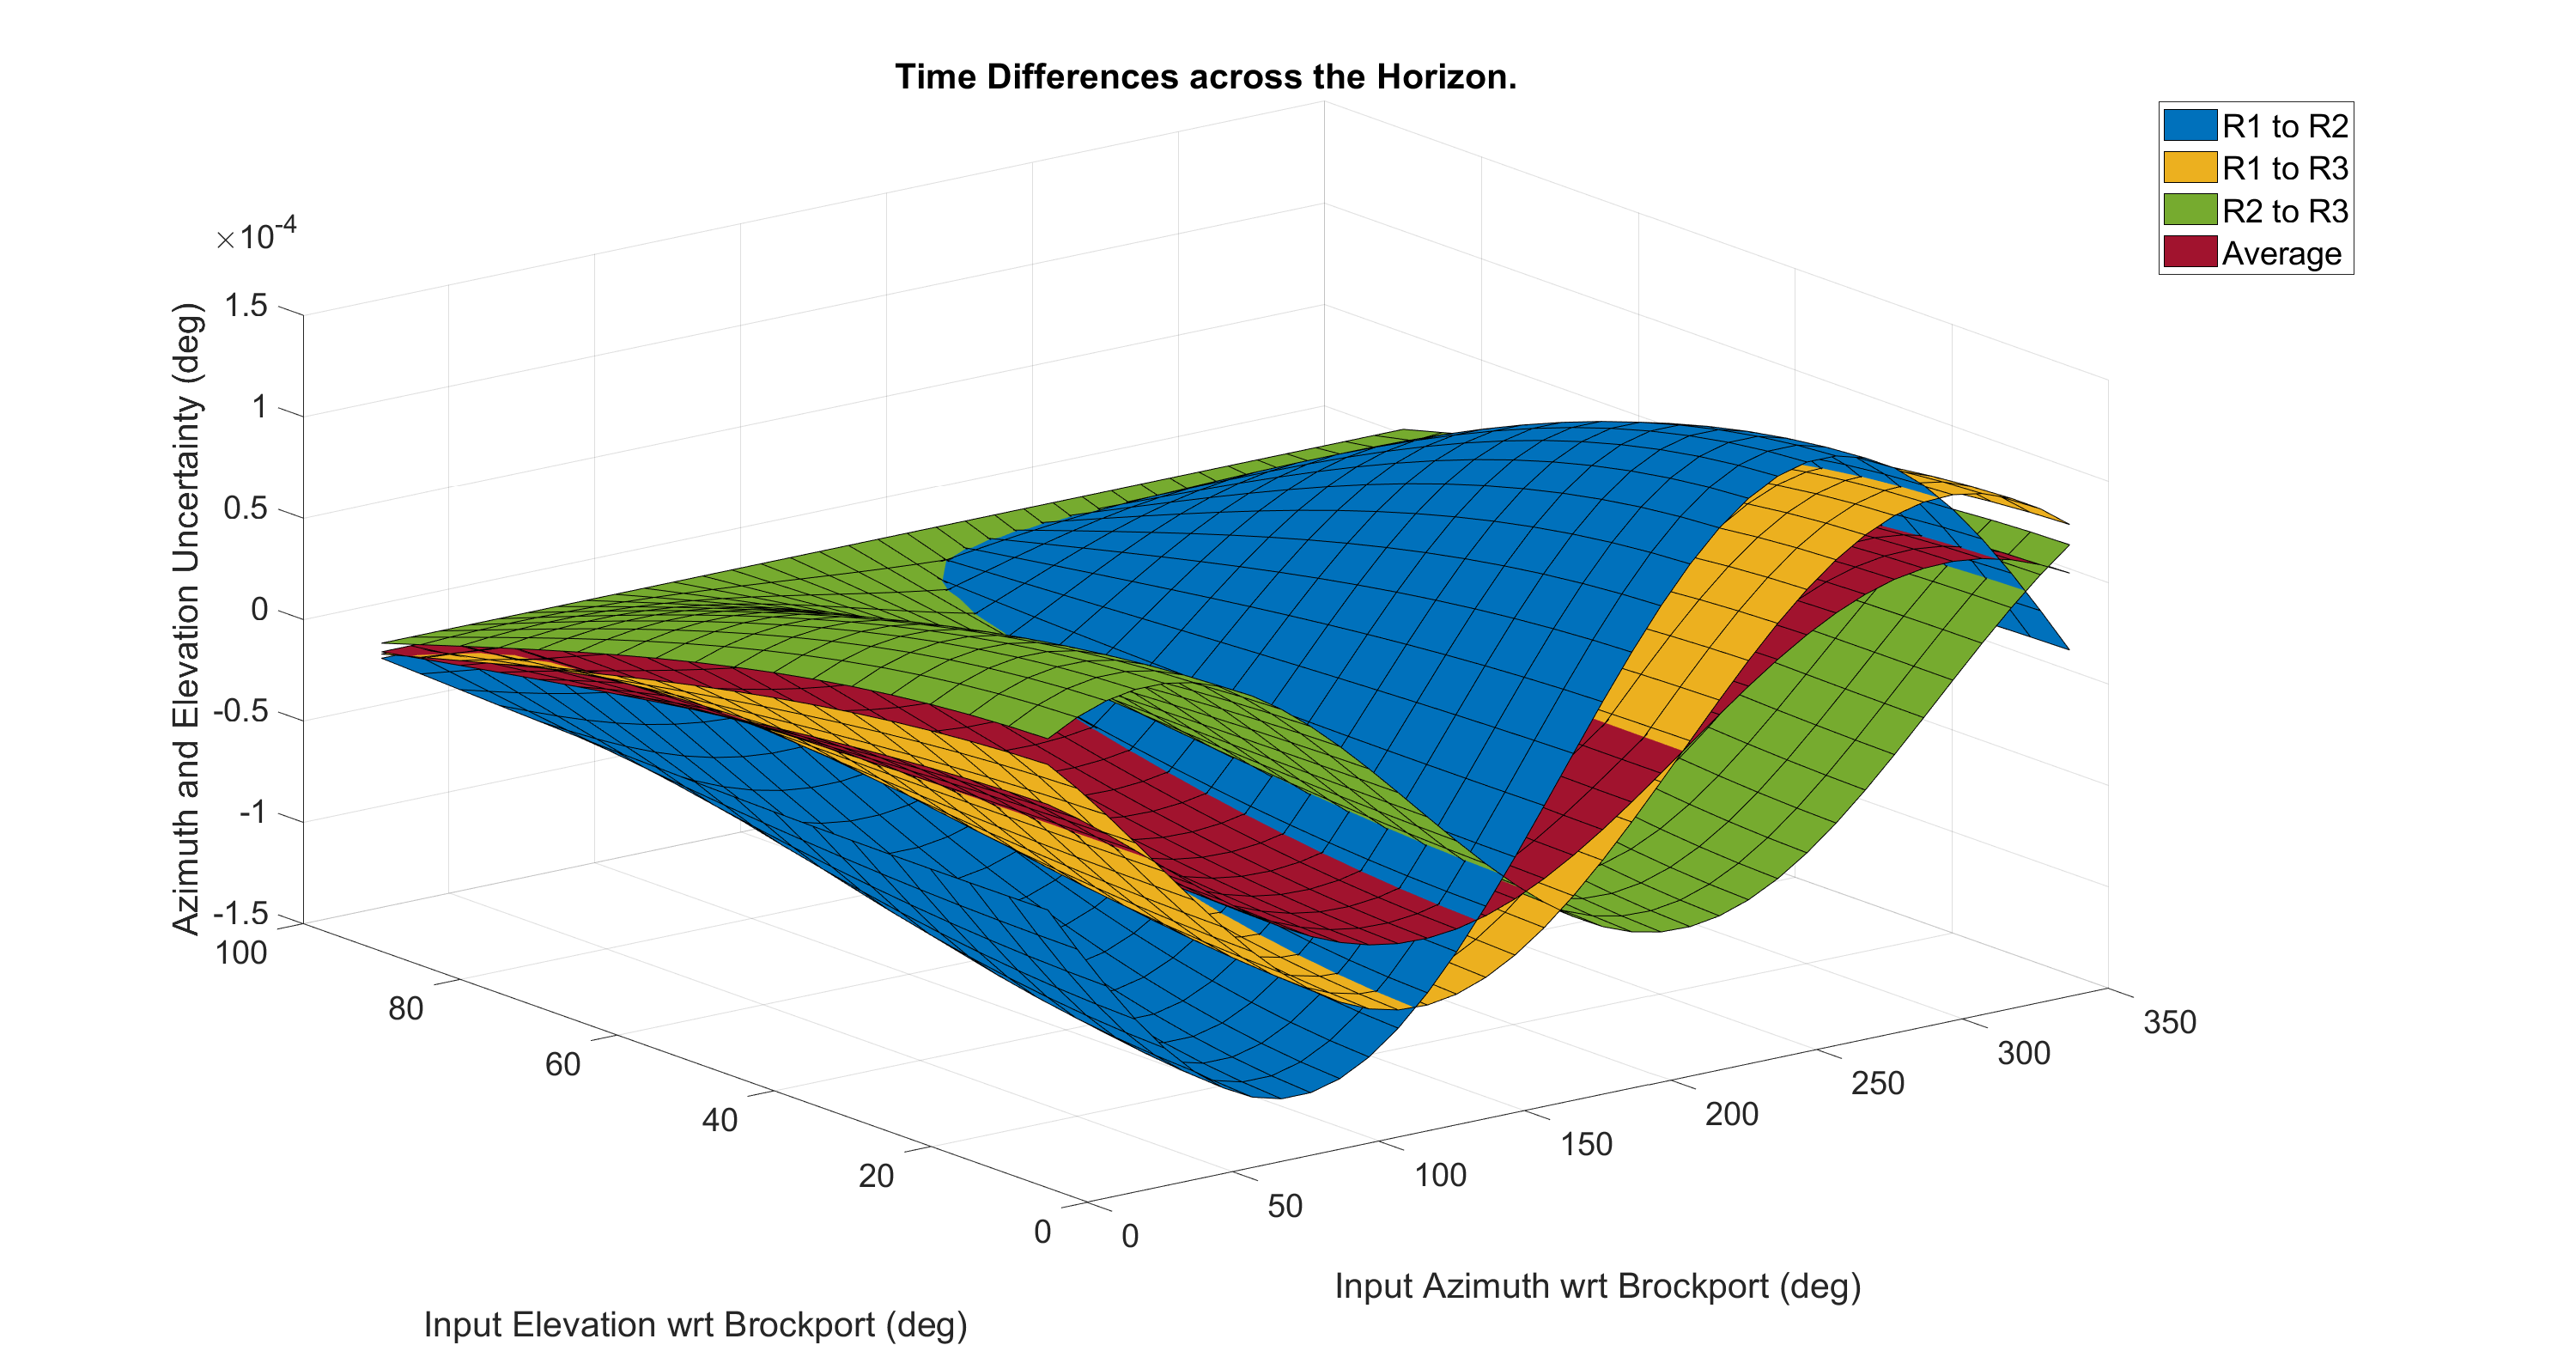 Time Differences across the Horizon.
R1 to R2
R1 to R3
R2 to R3
Average
×10-4
1.5
1
0.5
0
-0.5
-1
-1.5
Azimuth and Elevation Uncertainty (deg)
100
80
60
40
20
0
Input Elevation wrt Brockport (deg)
0
50
100
150
200
250
300
350
Input Azimuth wrt Brockport (deg)